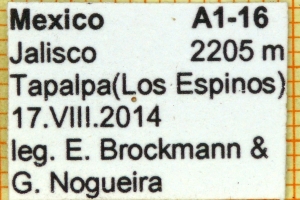 Mexico A1-16
Jalisco 2205 m
Tapalpa(Los Espinos)
17.VIII.2014
leg. E. Brockmann &
G. Nogueira